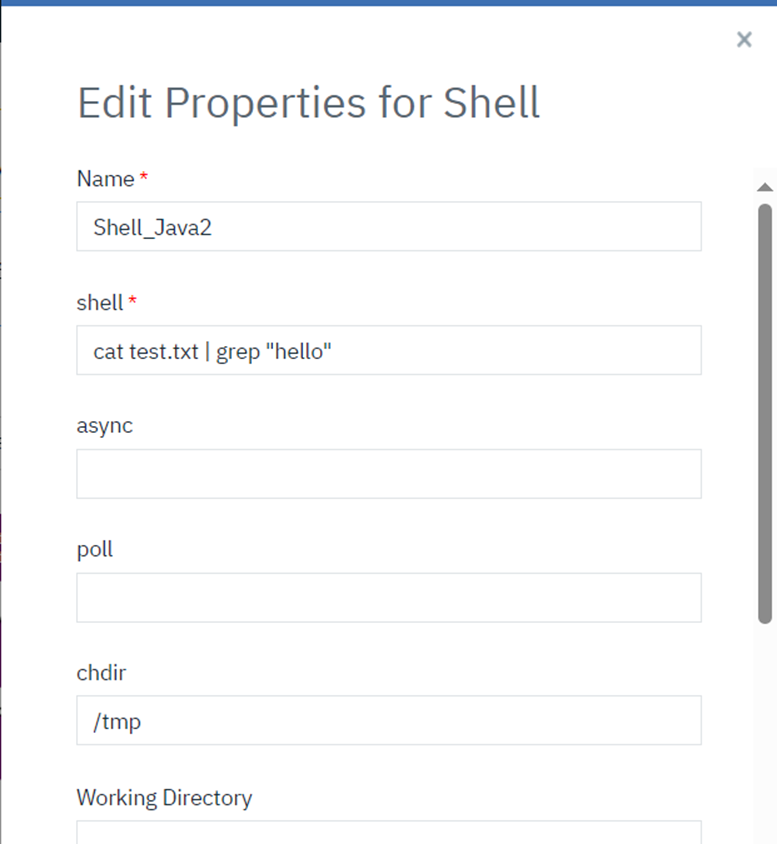 Edit Properties for Shell
Name *
Shell_Java2
shell *
cat test.txt | grep "hello"
async
poll
chdir
/tmp
Working Directory